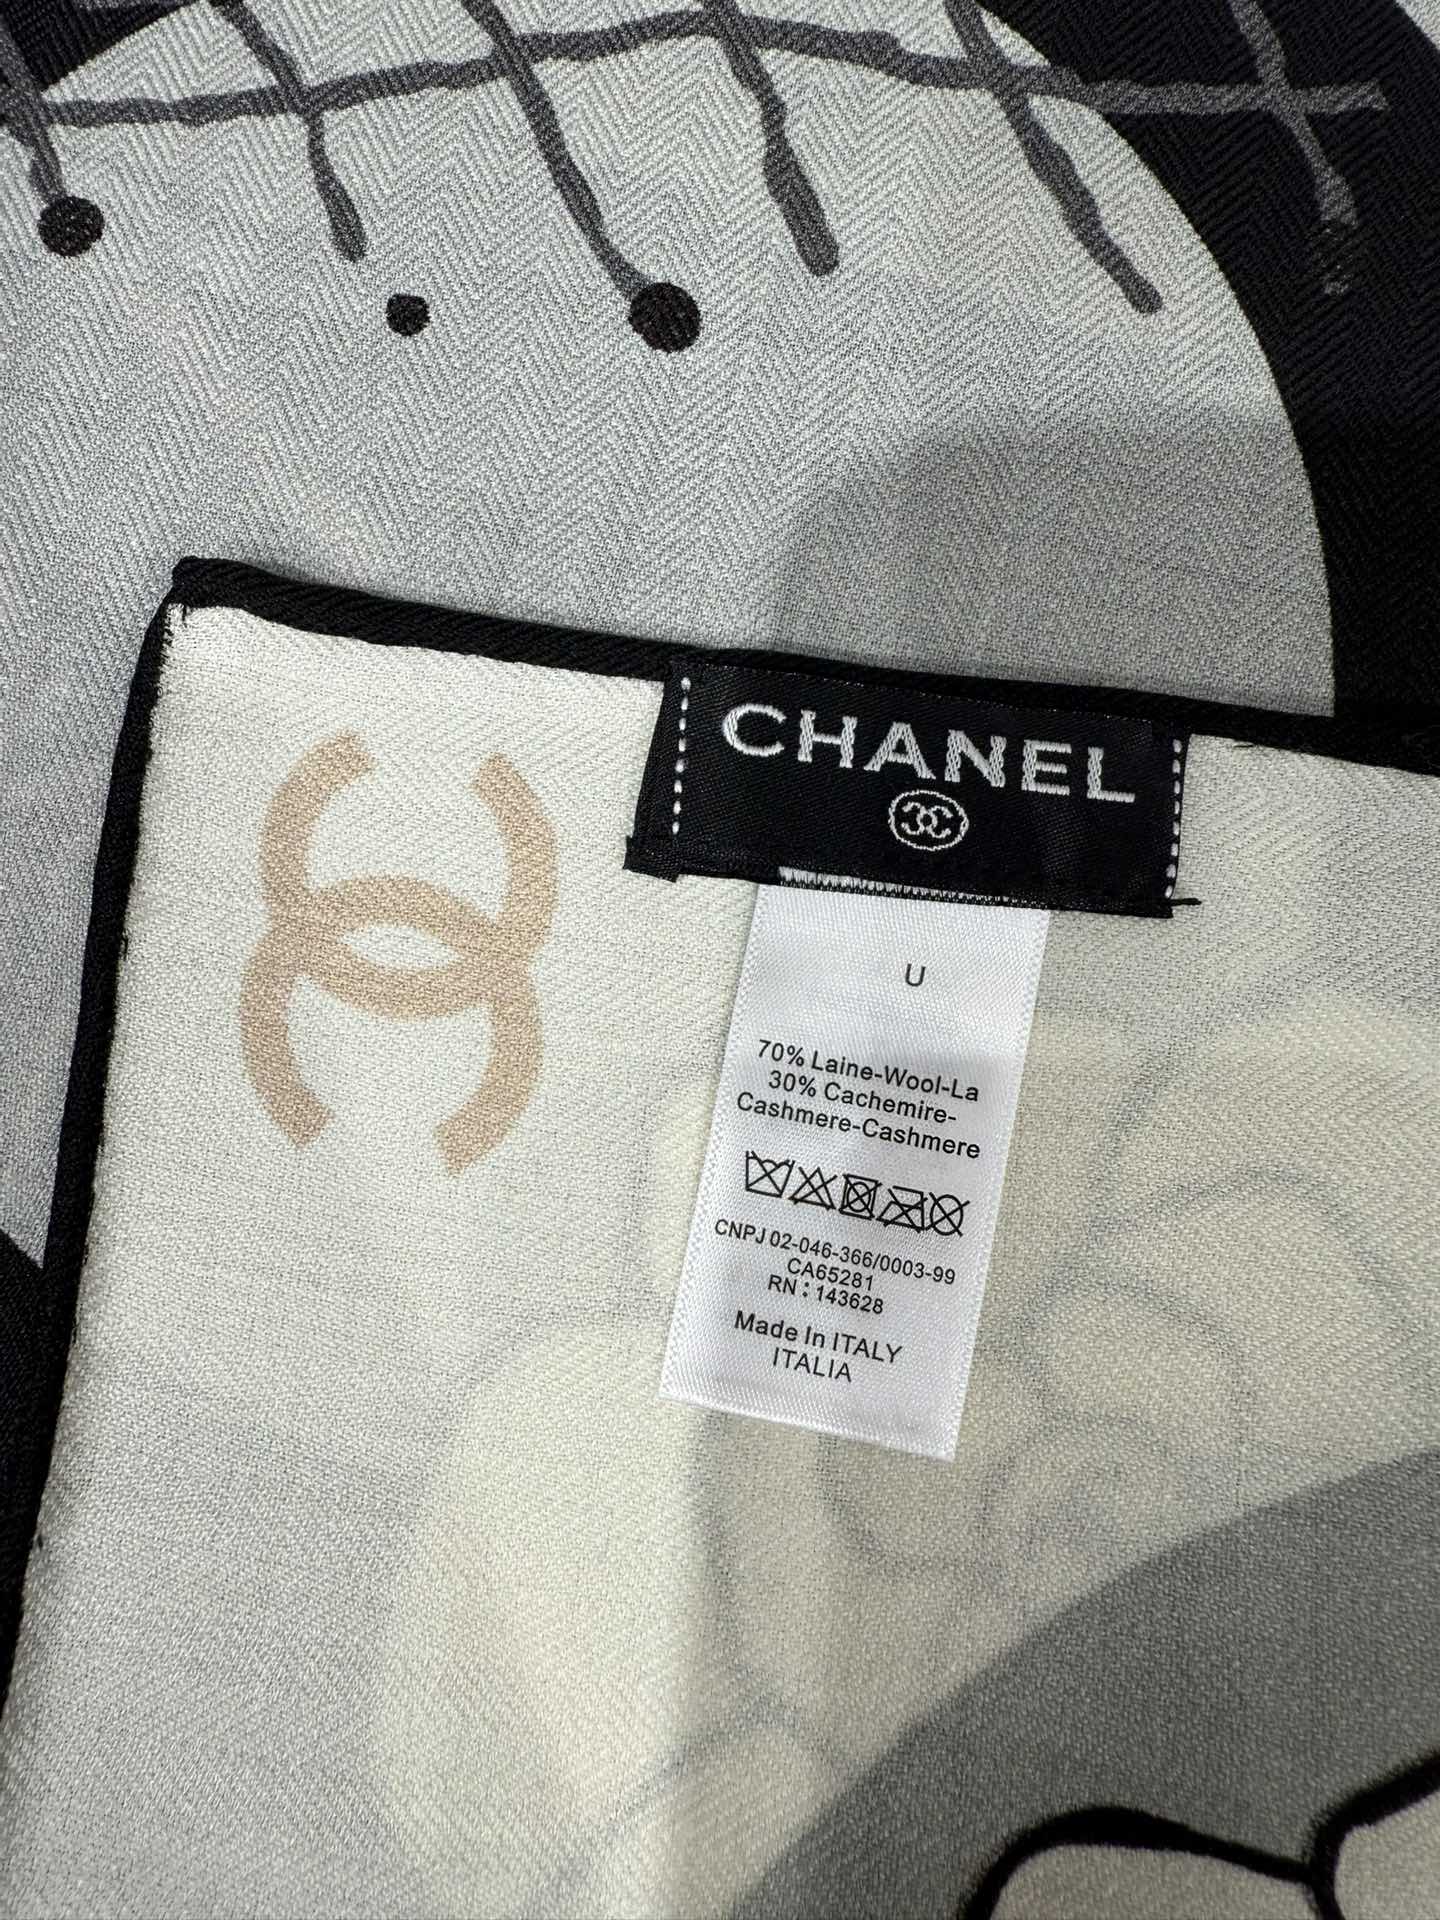 CHANEL
U
70% Laine-Wool-La
30% Cachemire-
Cashmere-Cashmere
CNPJ 02-046-366/0003-99
CA65281
RN : 143628
Made In ITALY
ITALIA